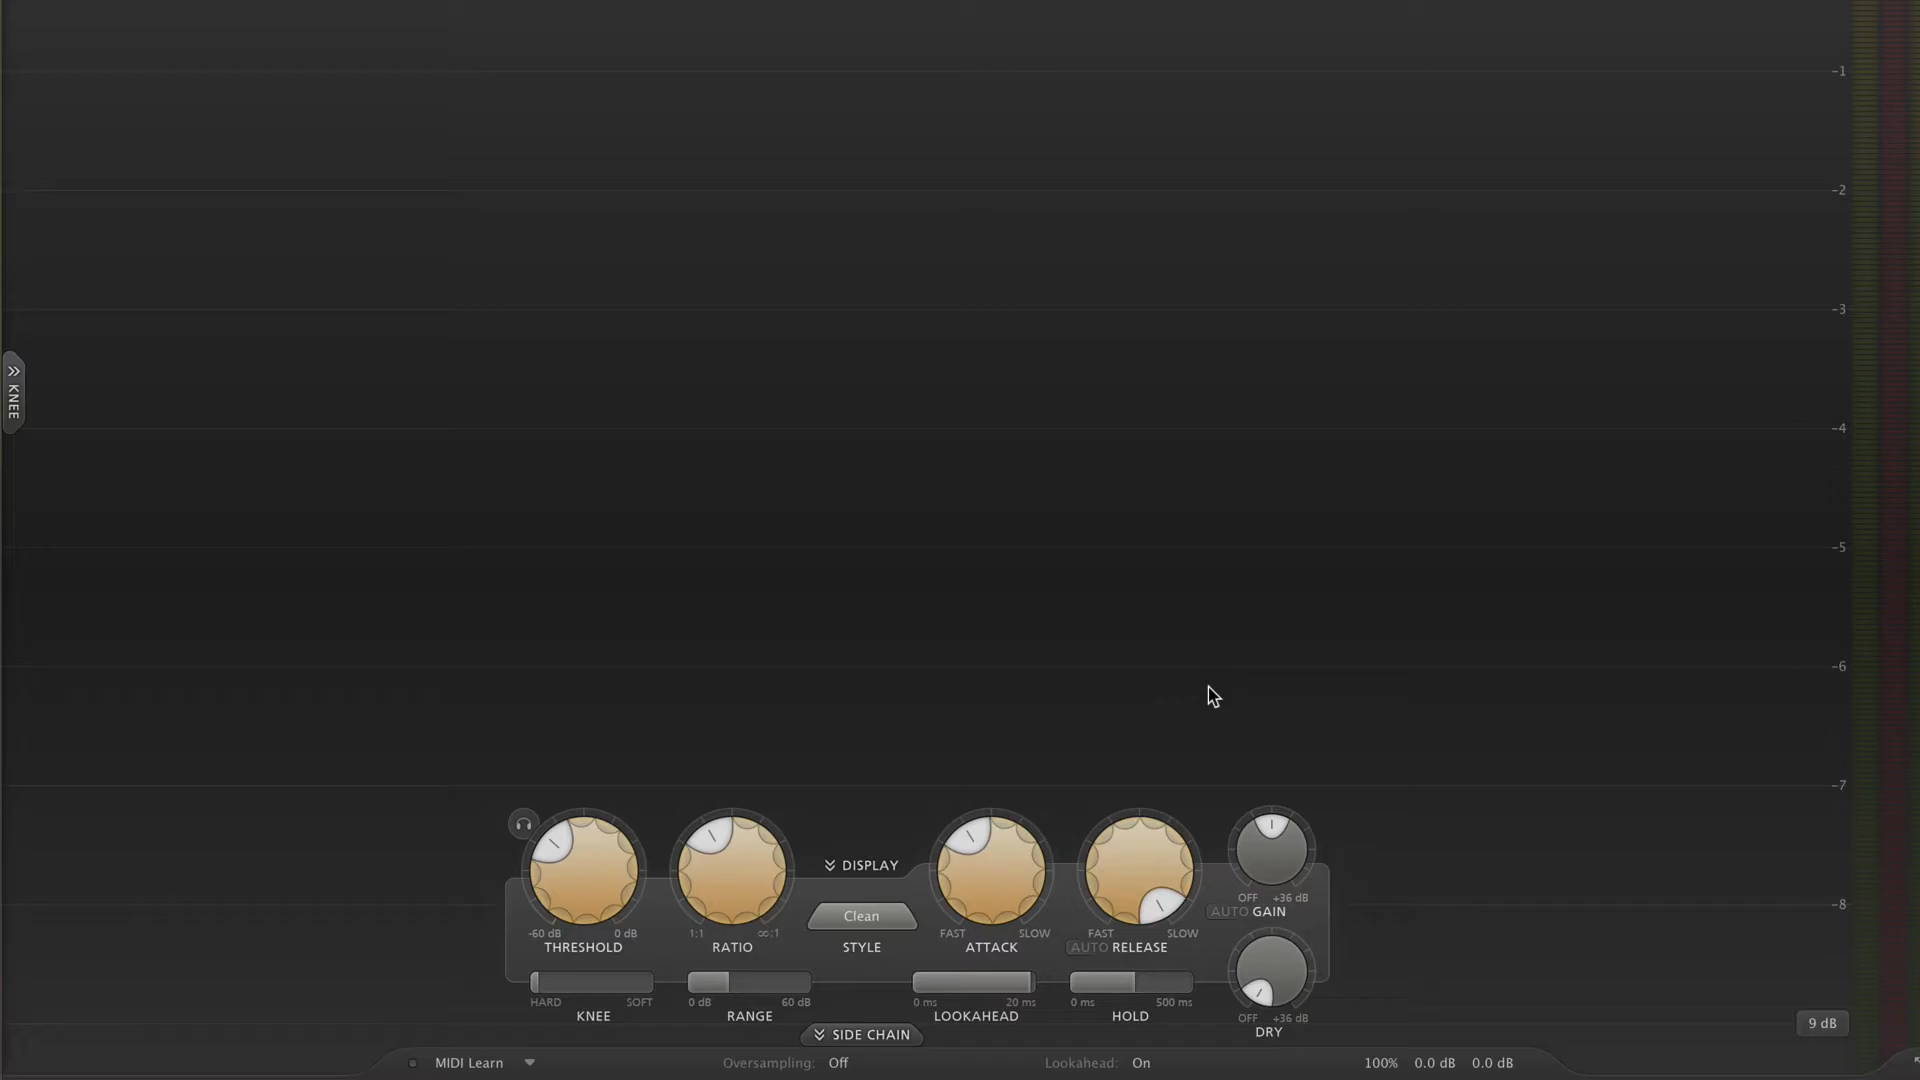 -1
-2
-3
KNEE
-4
-5
-6
-7
-8
DISPLAY
OFF +36 dB
AUTO GAIN
Clean
-60 dB 0 dB
1:1 ∞:1
FAST SLOW
FAST SLOW
THRESHOLD
RATIO
STYLE
ATTACK
AUTO RELEASE
HARD SOFT
0 dB 60 dB
0 ms 20 ms
0 ms 500 ms
KNEE
RANGE
LOOKAHEAD
HOLD
OFF +36 dB
DRY
9 dB
SIDE CHAIN
MIDI Learn
Oversampling: Off
Lookahead: On
100% 0.0 dB 0.0 dB